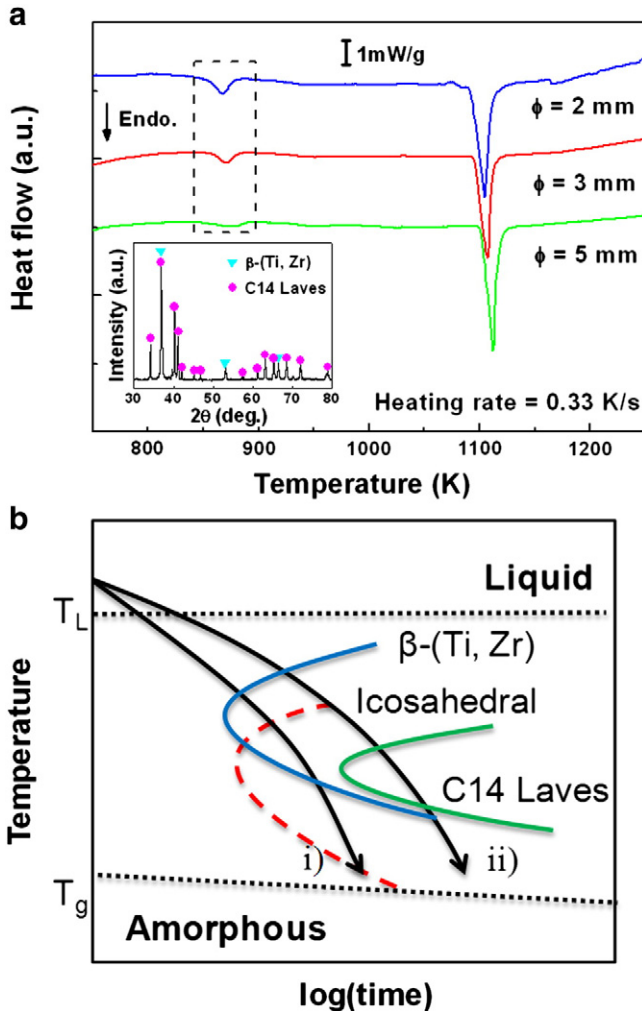 a
1mW/g
Endo.
ϕ = 2 mm
ϕ = 3 mm
ϕ = 5 mm
Heat flow (a.u.)
β-(Ti, Zr)
C14 Laves
Intensity (a.u.)
30 40 50 60 70 80
2θ (deg.)
Heating rate = 0.33 K/s
800 900 1000 1100 1200
Temperature (K)
b
Liquid
TL
β-(Ti, Zr)
Icosahedral
C14 Laves
Temperature
i)
ii)
Tg
Amorphous
log(time)